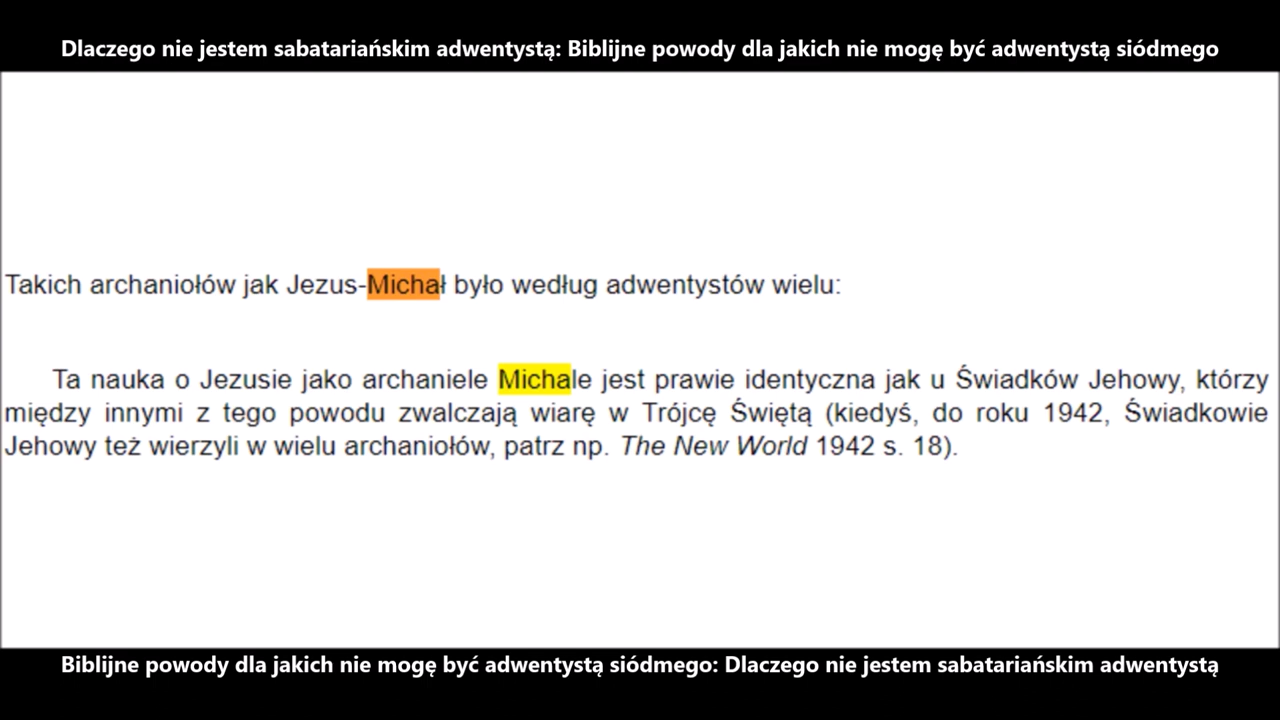 Dlaczego nie jestem sabatariańskim adwentystą: Biblijne powody dla jakich nie mogę być adwentystą siódmego
Takich archaniołów jak Jezus-Michał było według adwentystów wielu:
Ta nauka o Jezusie jako archaniele Michale jest prawie identyczna jak u Świadków Jehowy, którzy
między innymi z tego powodu zwalczają wiarę w Trójcę Świętą (kiedyś, do roku 1942, Świadkowie
Jehowy też wierzyli w wielu archaniołów, patrz np. The New World 1942 s. 18).
Biblijne powody dla jakich nie mogę być adwentystą siódmego: Dlaczego nie jestem sabatariańskim adwentystą